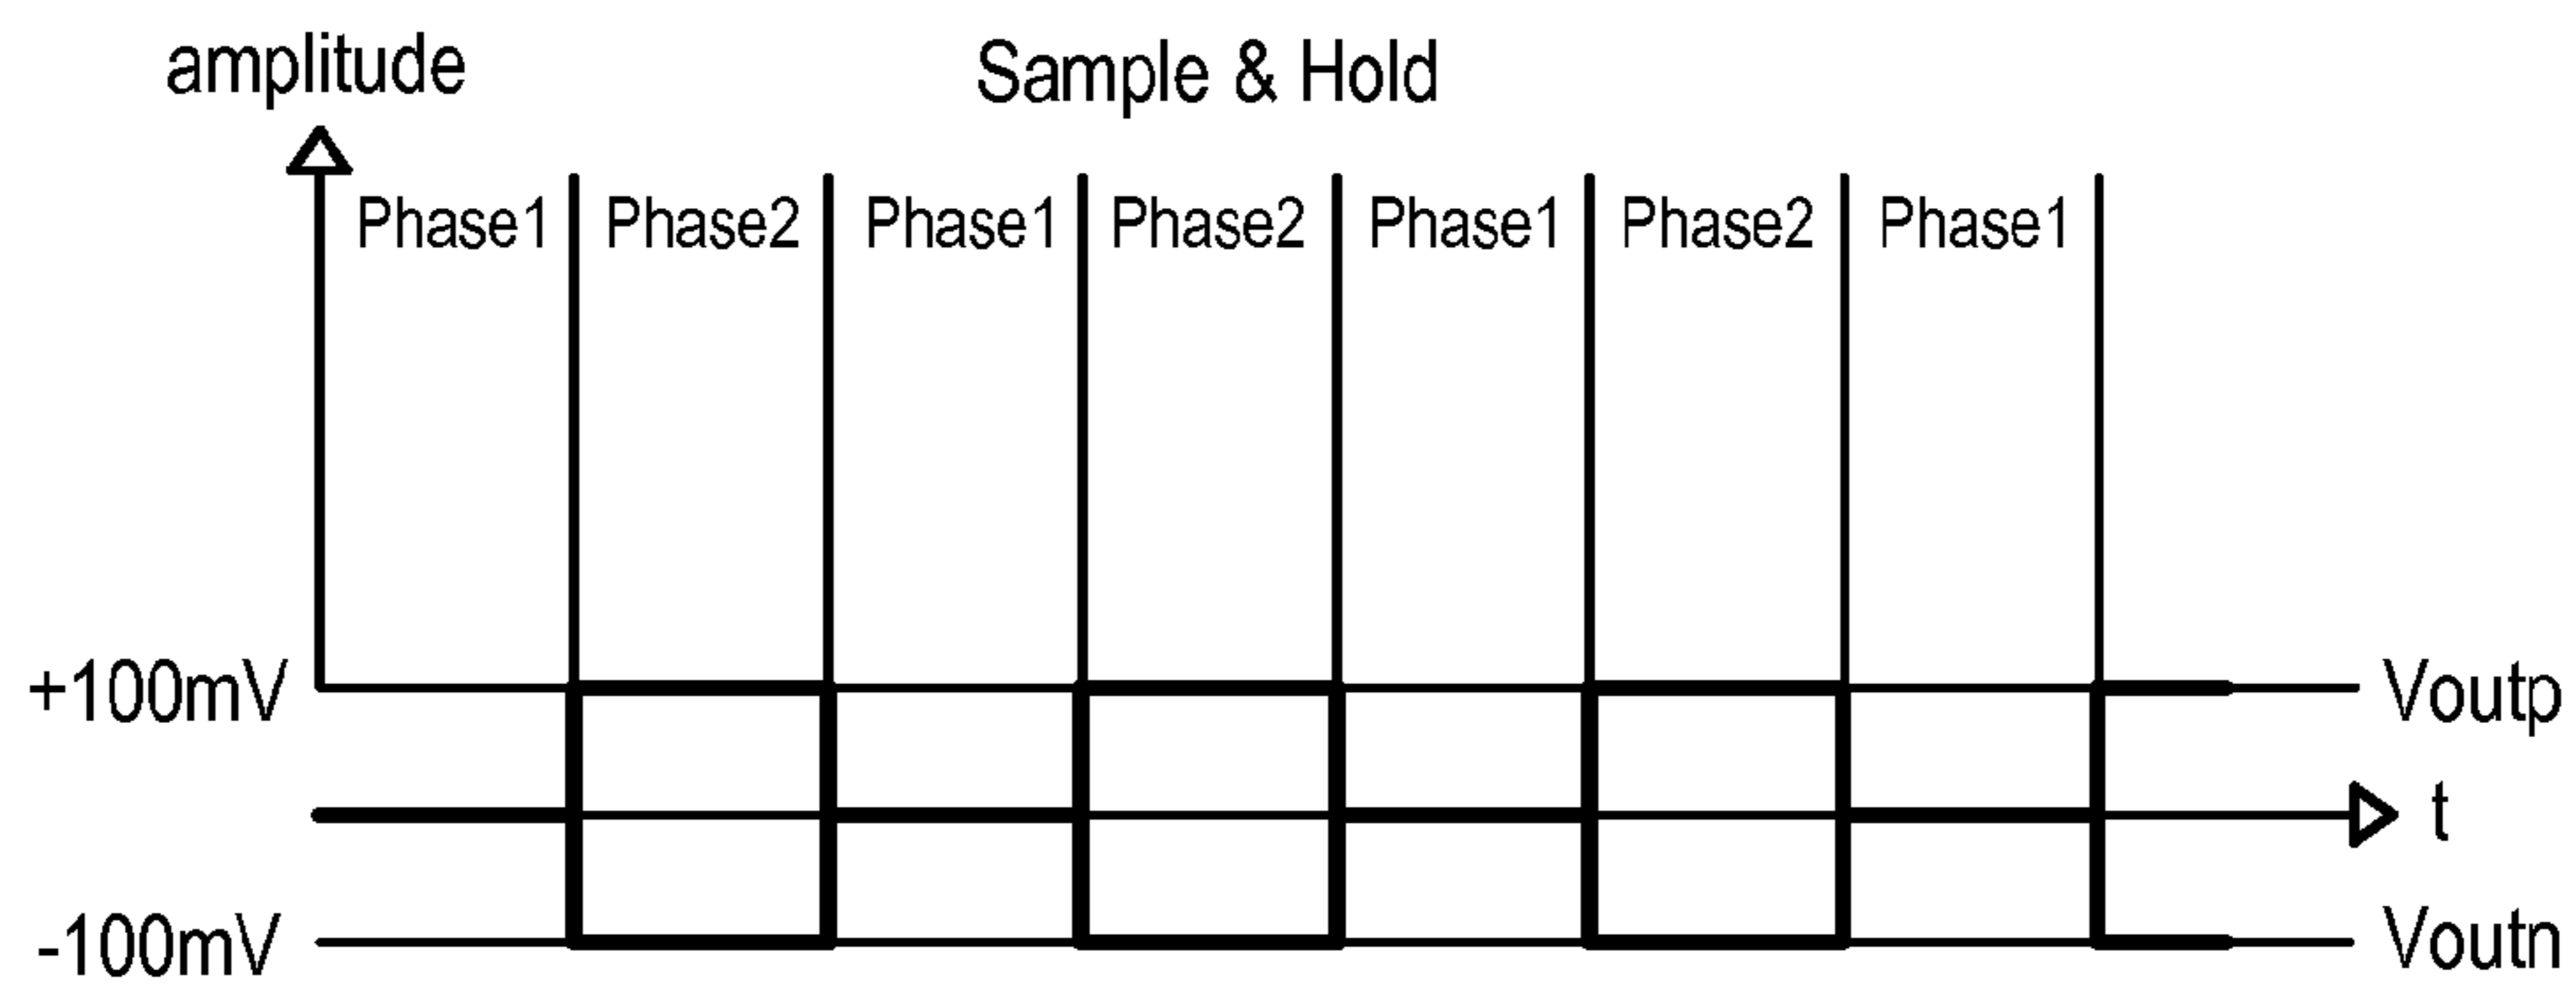 amplitude
Sample & Hold
Phase1 Phase2 Phase1 Phase2 Phase1 Phase2 Phase1
+100mV Voutp
t
-100mV Voutn